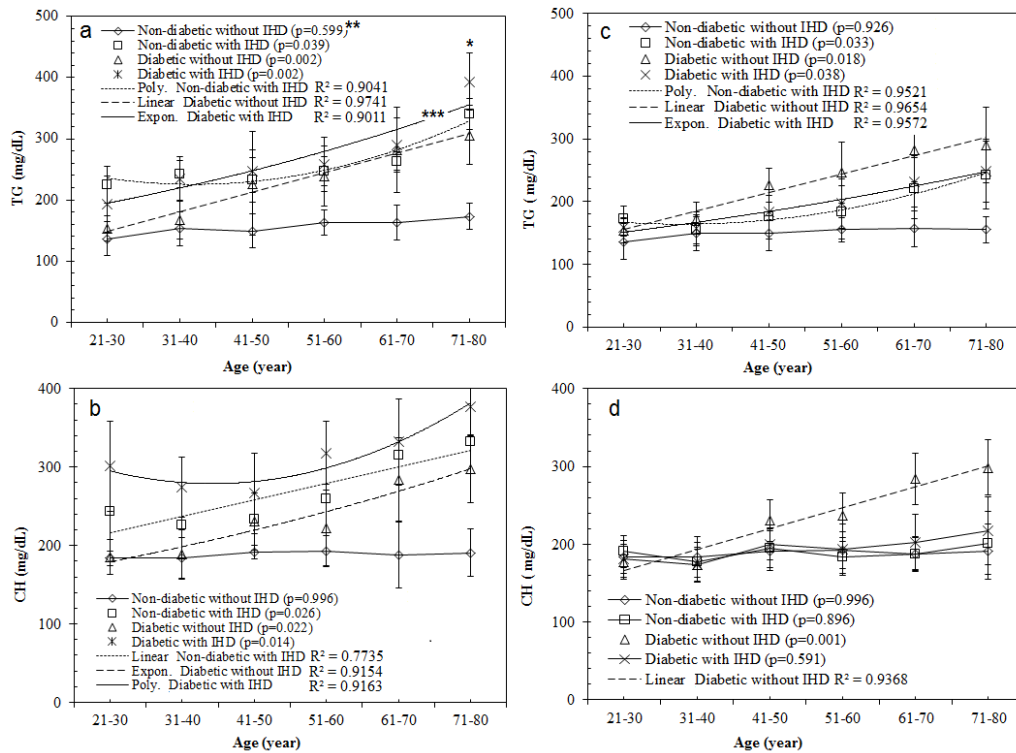 a
500
400
300
200
100
0
TG (mg/dL)
Non-diabetic without IHD (p=0.599)
**
Non-diabetic with IHD (p=0.039)
Diabetic without IHD (p=0.002)
Diabetic with IHD (p=0.002)
Poly. Non-diabetic with IHD R² = 0.9041
Linear Diabetic without IHD R² = 0.9741
Expon. Diabetic with IHD R² = 0.9011
*
***
21-30 31-40 41-50 51-60 61-70 71-80
Age (year)
c
500
400
300
200
100
0
TG (mg/dL)
Non-diabetic without IHD (p=0.926)
Non-diabetic with IHD (p=0.033)
Diabetic without IHD (p=0.018)
Diabetic with IHD (p=0.038)
Poly. Non-diabetic with IHD R² = 0.9521
Linear Diabetic without IHD R² = 0.9654
Expon. Diabetic with IHD R² = 0.9572
21-30 31-40 41-50 51-60 61-70 71-80
Age (year)
b
400
300
200
100
0
CH (mg/dL)
Non-diabetic without IHD (p=0.996)
Non-diabetic with IHD (p=0.026)
Diabetic without IHD (p=0.022)
Diabetic with IHD (p=0.014)
Linear Non-diabetic with IHD R² = 0.7735
Expon. Diabetic without IHD R² = 0.9154
Poly. Diabetic with IHD R² = 0.9163
21-30 31-40 41-50 51-60 61-70 71-80
Age (year)
d
400
300
200
100
0
CH (mg/dL)
Non-diabetic without IHD (p=0.996)
Non-diabetic with IHD (p=0.896)
Diabetic without IHD (p=0.001)
Diabetic with IHD (p=0.591)
Linear Diabetic without IHD R² = 0.9368
21-30 31-40 41-50 51-60 61-70 71-80
Age (year)